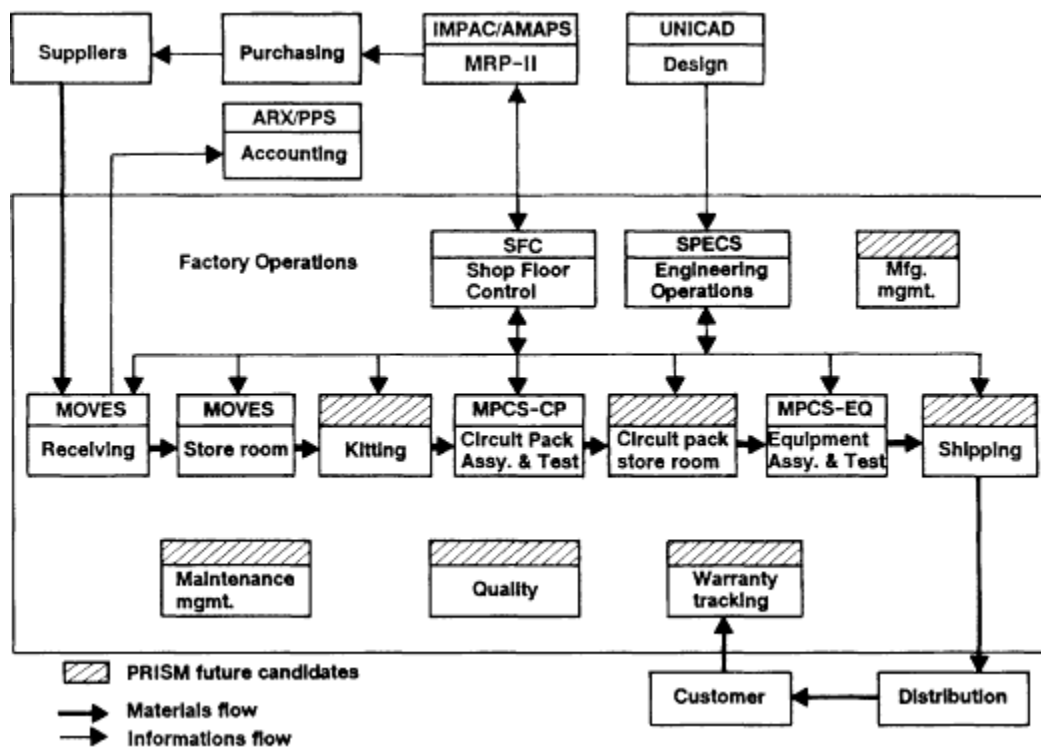 Suppliers
Purchasing
IMPAC/AMAPS
MRP-II
UNICAD
Design
ARX/PPS
Accounting
Factory Operations
SFC
Shop Floor
Control
SPECS
Engineering
Operations
Mfg.
mgmt.
MOVES
Receiving
MOVES
Store room
Kitting
MPCS-CP
Circuit Pack
Assy. & Test
Circuit pack
store room
MPCS-EQ
Equipment
Assy. & Test
Shipping
Maintenance
mgmt.
Quality
Warranty
tracking
PRISM future candidates
Materials flow
Informations flow
Customer
Distribution